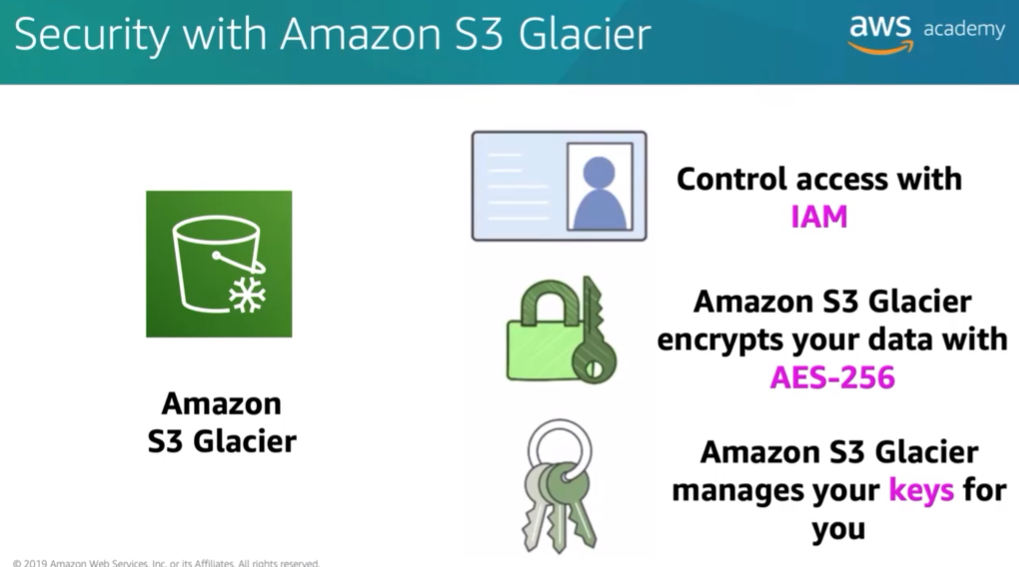 Security with Amazon S3 Glacier
aws academy
Control access with
IAM
Amazon S3 Glacier
encrypts your data with
AES-256
Amazon
S3 Glacier
Amazon S3 Glacier
manages your keys for
you
© 2019 Amazon Web Services, Inc. or its Affiliates. All rights reserved.